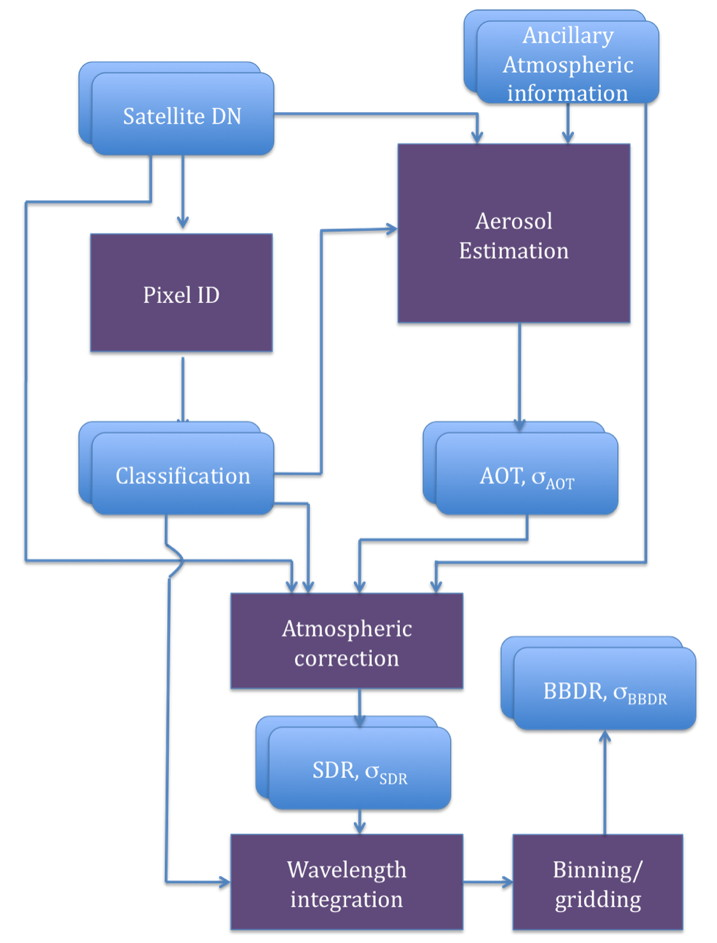 Ancillary
Atmospheric
information
Satellite DN
Aerosol
Estimation
Pixel ID
Classification
AOT, σAOT
Atmospheric
correction
BBDR, σBBDR
SDR, σSDR
Wavelength
integration
Binning/
gridding